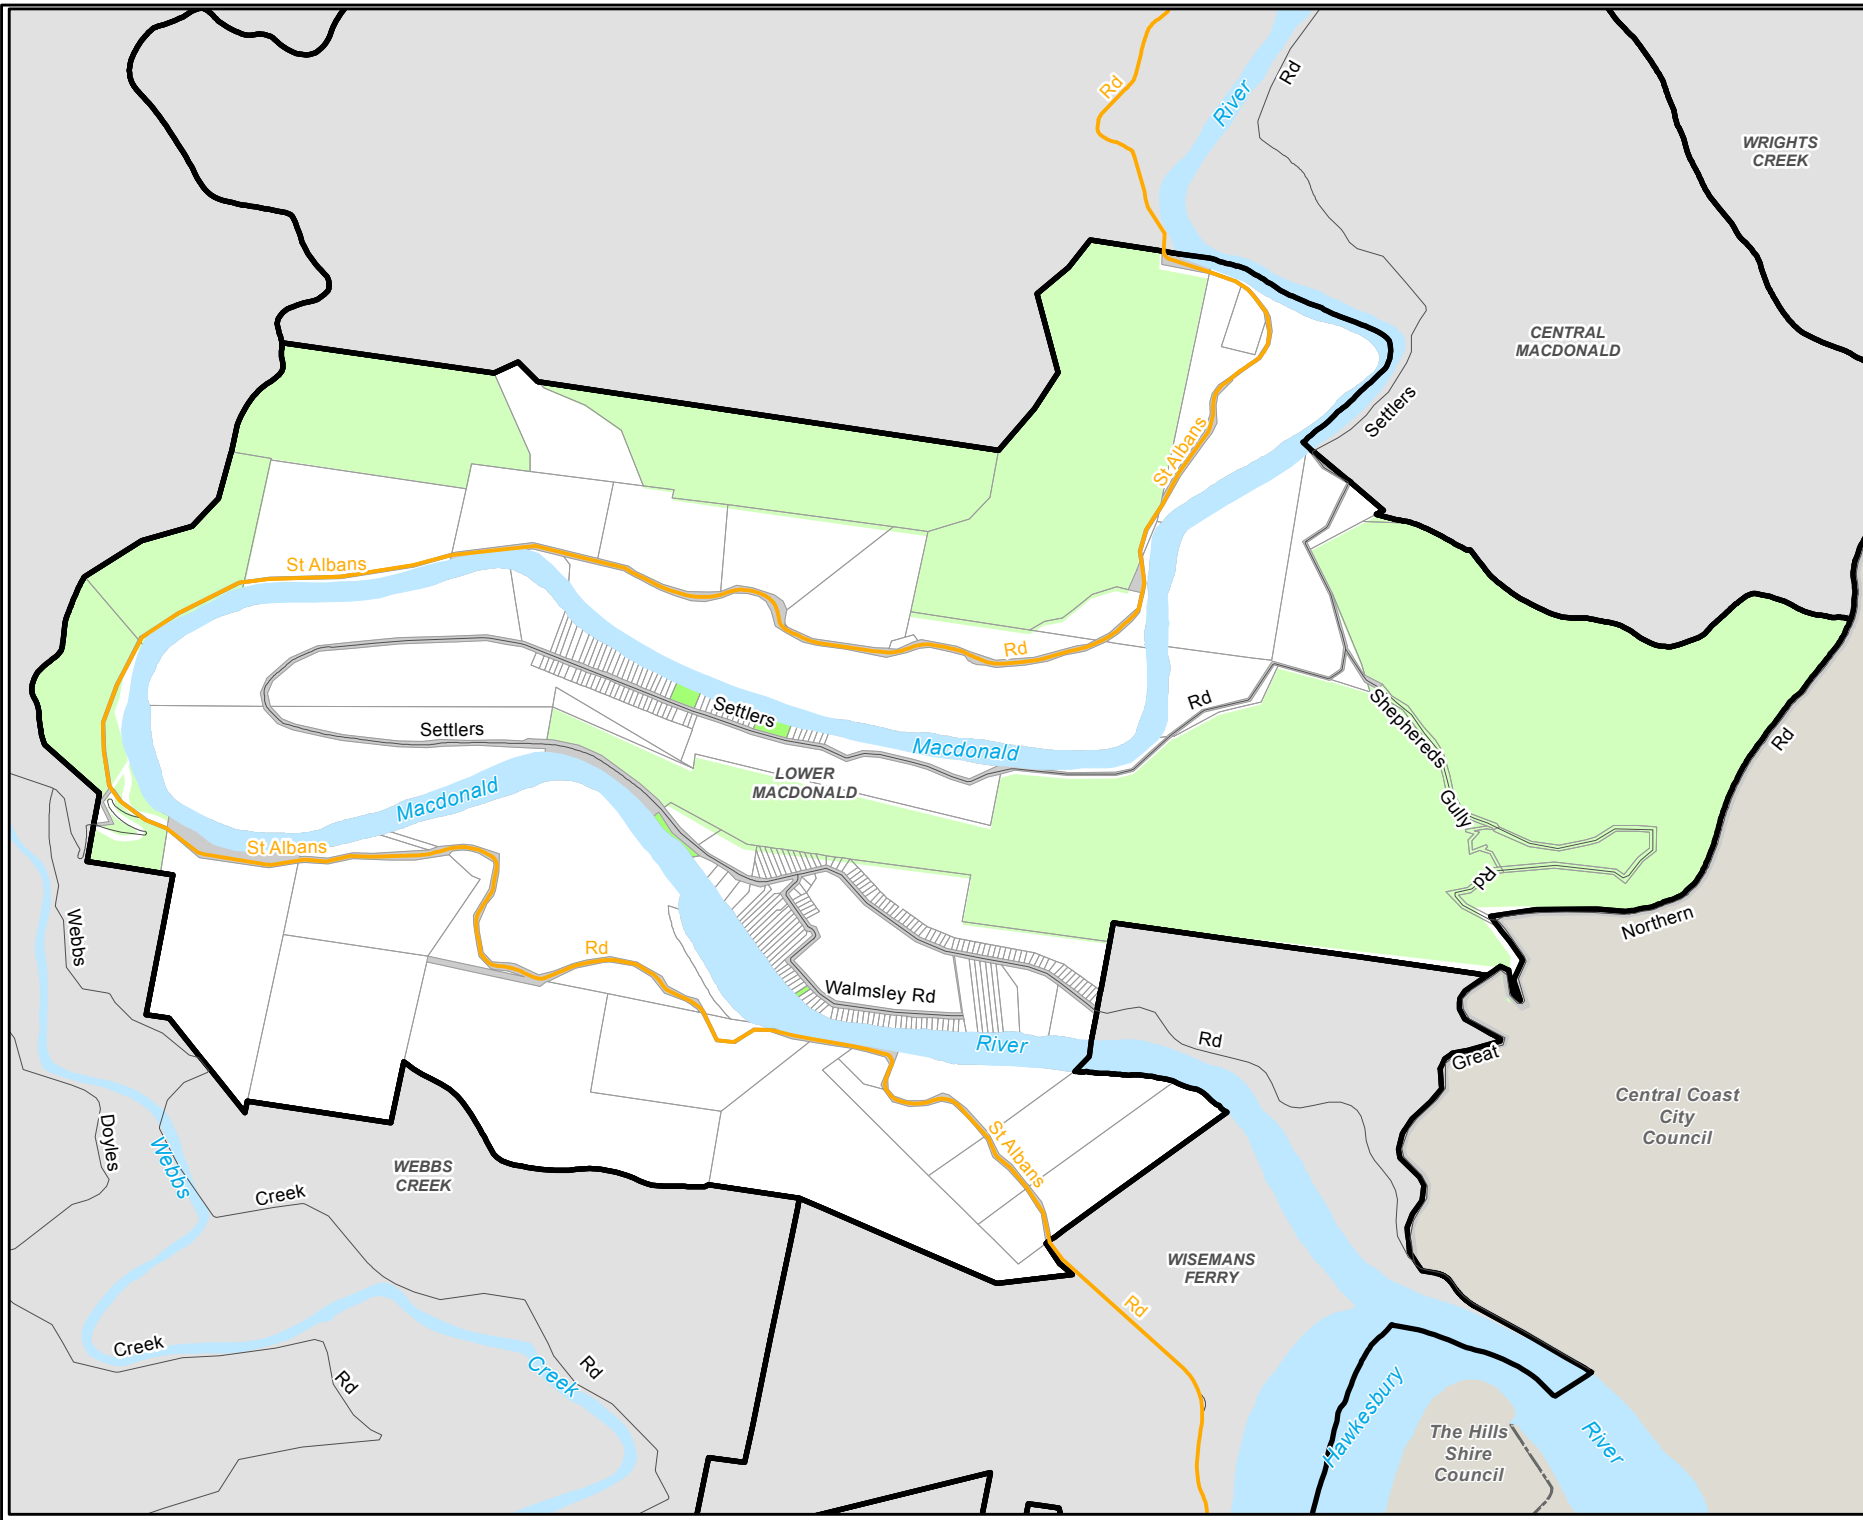 Rd
River
Rd
WRIGHTS
CREEK
CENTRAL
MACDONALD
Settlers
St Albans
St Albans
Rd
Rd
Settlers
Settlers
Macdonald
Shephereds
Gully
Rd
Rd
LOWER
MACDONALD
Macdonald
St Albans
Rd
Walmsley Rd
River
Northern
Great
Rd
Webbs
Doyles
Webbs
WEBBS
CREEK
Creek
St Albans
Central Coast
City
Council
WISEMANS
FERRY
Rd
Creek
Rd
Creek
Rd
Hawkesbury
The Hills
Shire
Council
River